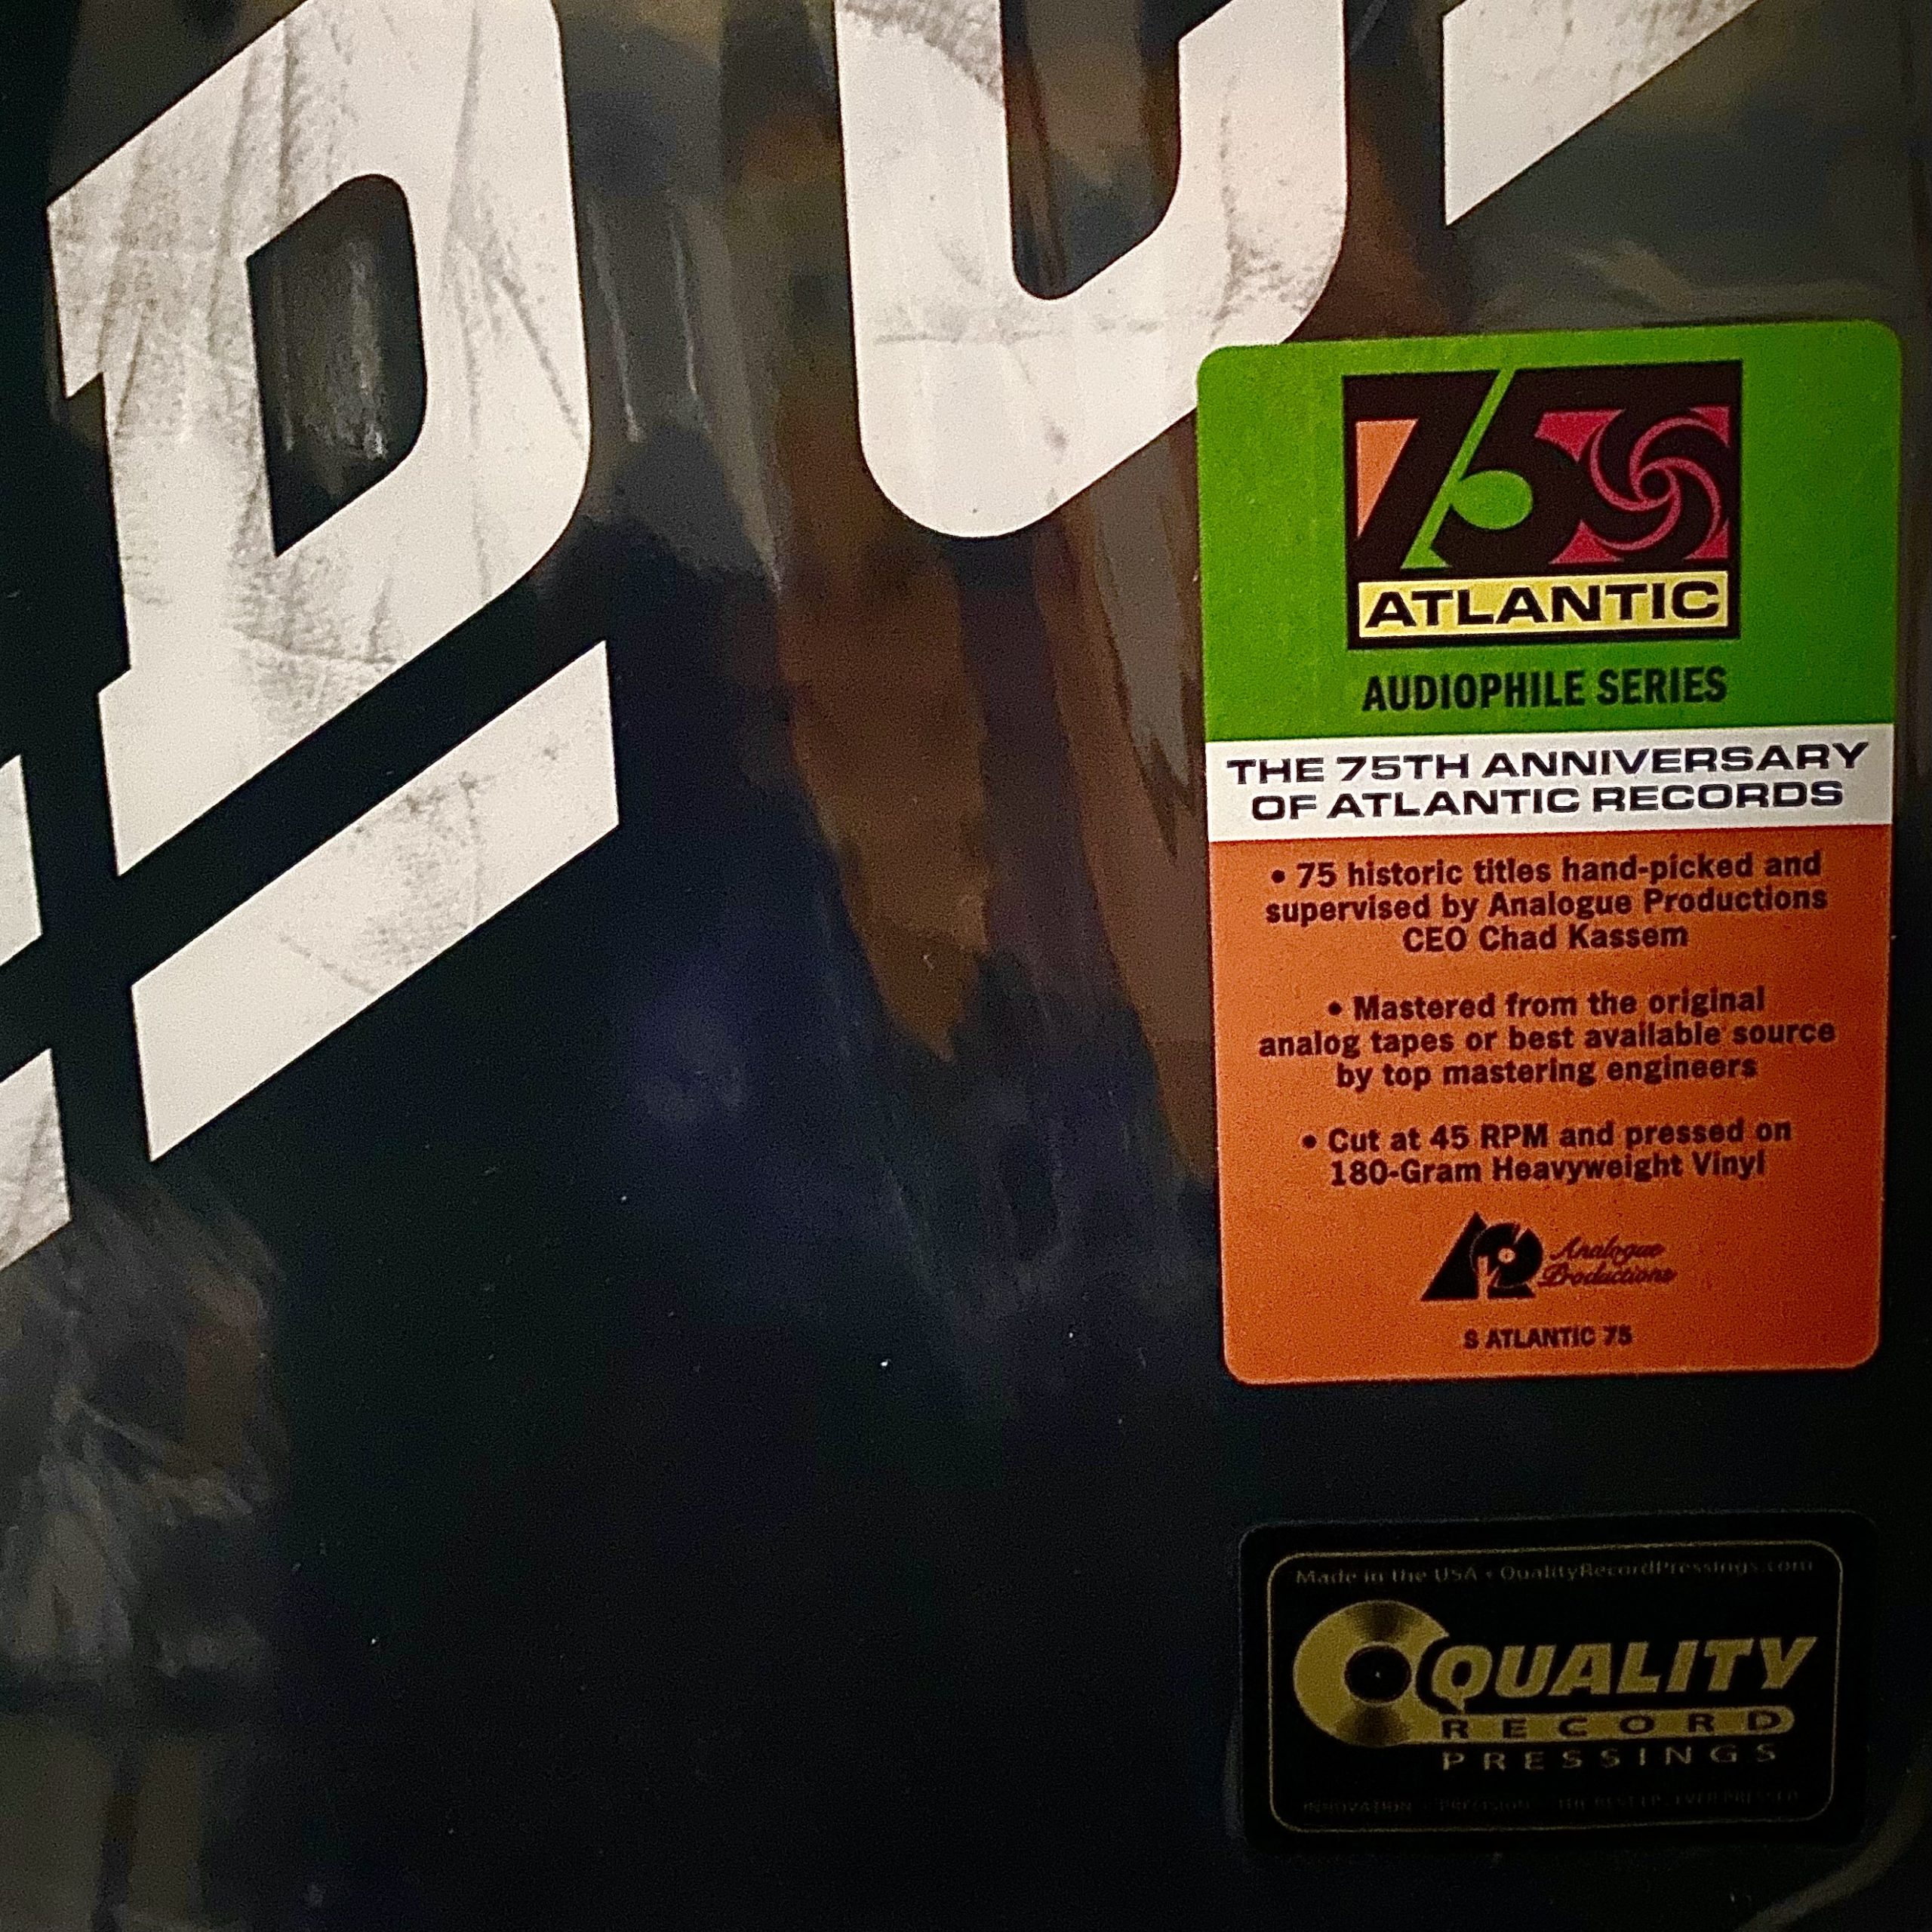 75
ATLANTIC
AUDIOPHILE SERIES
THE 75TH ANNIVERSARY
OF ATLANTIC RECORDS
• 75 historic titles hand-picked and
supervised by Analogue Productions
CEO Chad Kassem
• Mastered from the original
analog tapes or best available source
by top mastering engineers
• Cut at 45 RPM and pressed on
180-Gram Heavyweight Vinyl
Analogue
Productions
S ATLANTIC 75
Made in the USA • QualityRecordPressings.com
QUALITY
RECORD
PRESSINGS
INNOVATION PRECISION